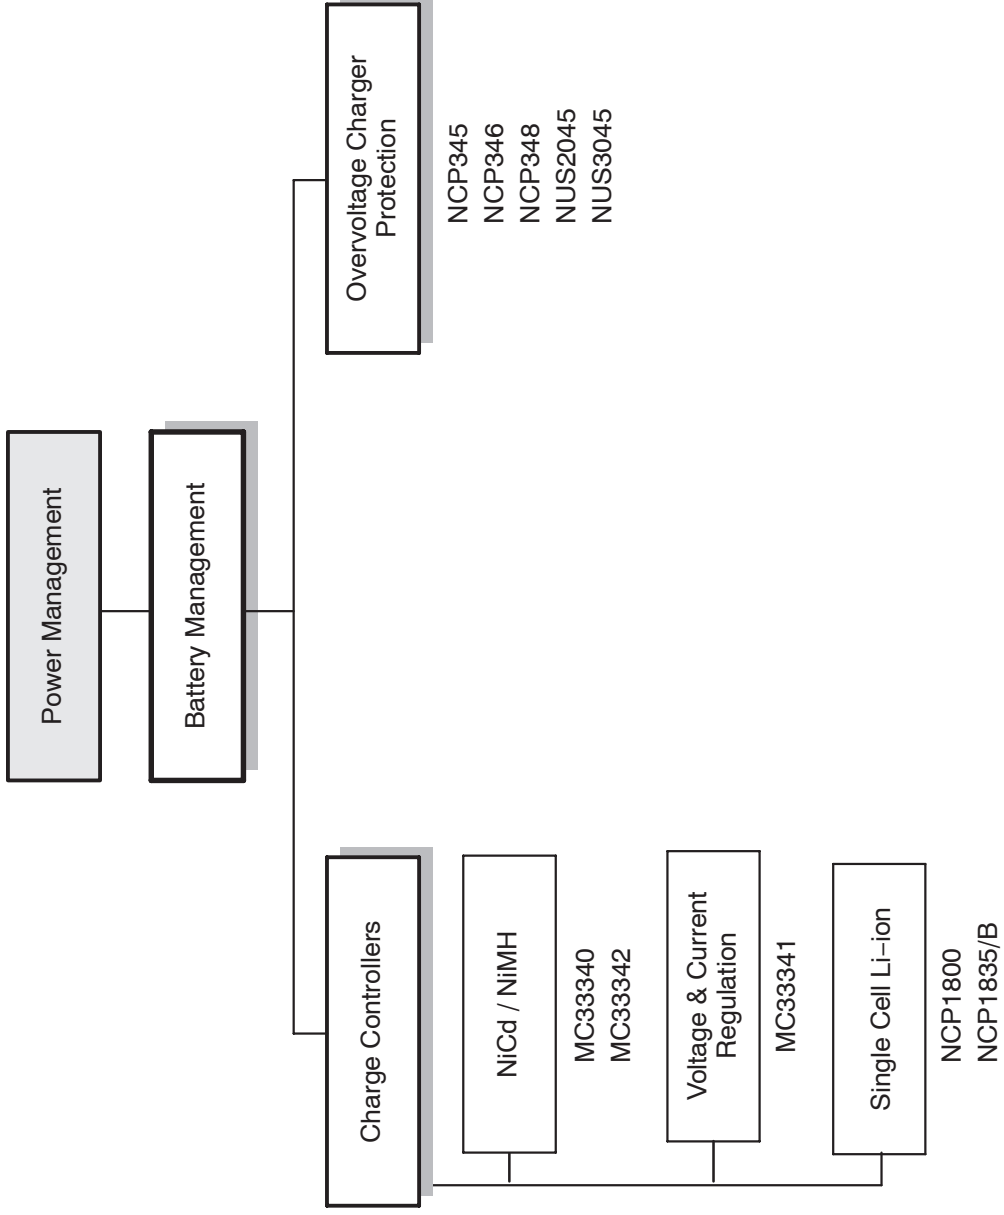 Power Management
Battery Management
Charge Controllers
NiCd / NiMH
MC33340
MC33342
Voltage & Current
Regulation
MC33341
Single Cell Li−ion
NCP1800
NCP1835/B
Overvoltage Charger
Protection
NCP345
NCP346
NCP348
NUS2045
NUS3045